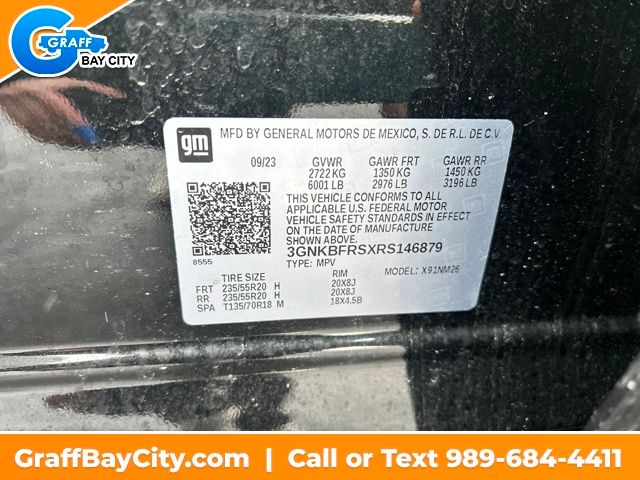 GRAFF
BAY CITY
gm
MFD BY GENERAL MOTORS DE MEXICO, S. DE R.L. DE C.V.
09/23 GVWR GAWR FRT GAWR RR
2722 KG 1350 KG 1450 KG
6001 LB 2976 LB 3196 LB
THIS VEHICLE CONFORMS TO ALL
APPLICABLE U.S. FEDERAL MOTOR
VEHICLE SAFETY STANDARDS IN EFFECT
ON THE DATE OF MANUFACTURE
SHOWN ABOVE.
8555 3GNKBFRSXRS146879
TYPE: MPV MODEL: X91NM26
TIRE SIZE RIM
FRT 235/55R20 H 20X8J
RR 235/55R20 H 20X8J
SPA T135/70R18 M 18X4.5B
GraffBayCity.com | Call or Text 989-684-4411